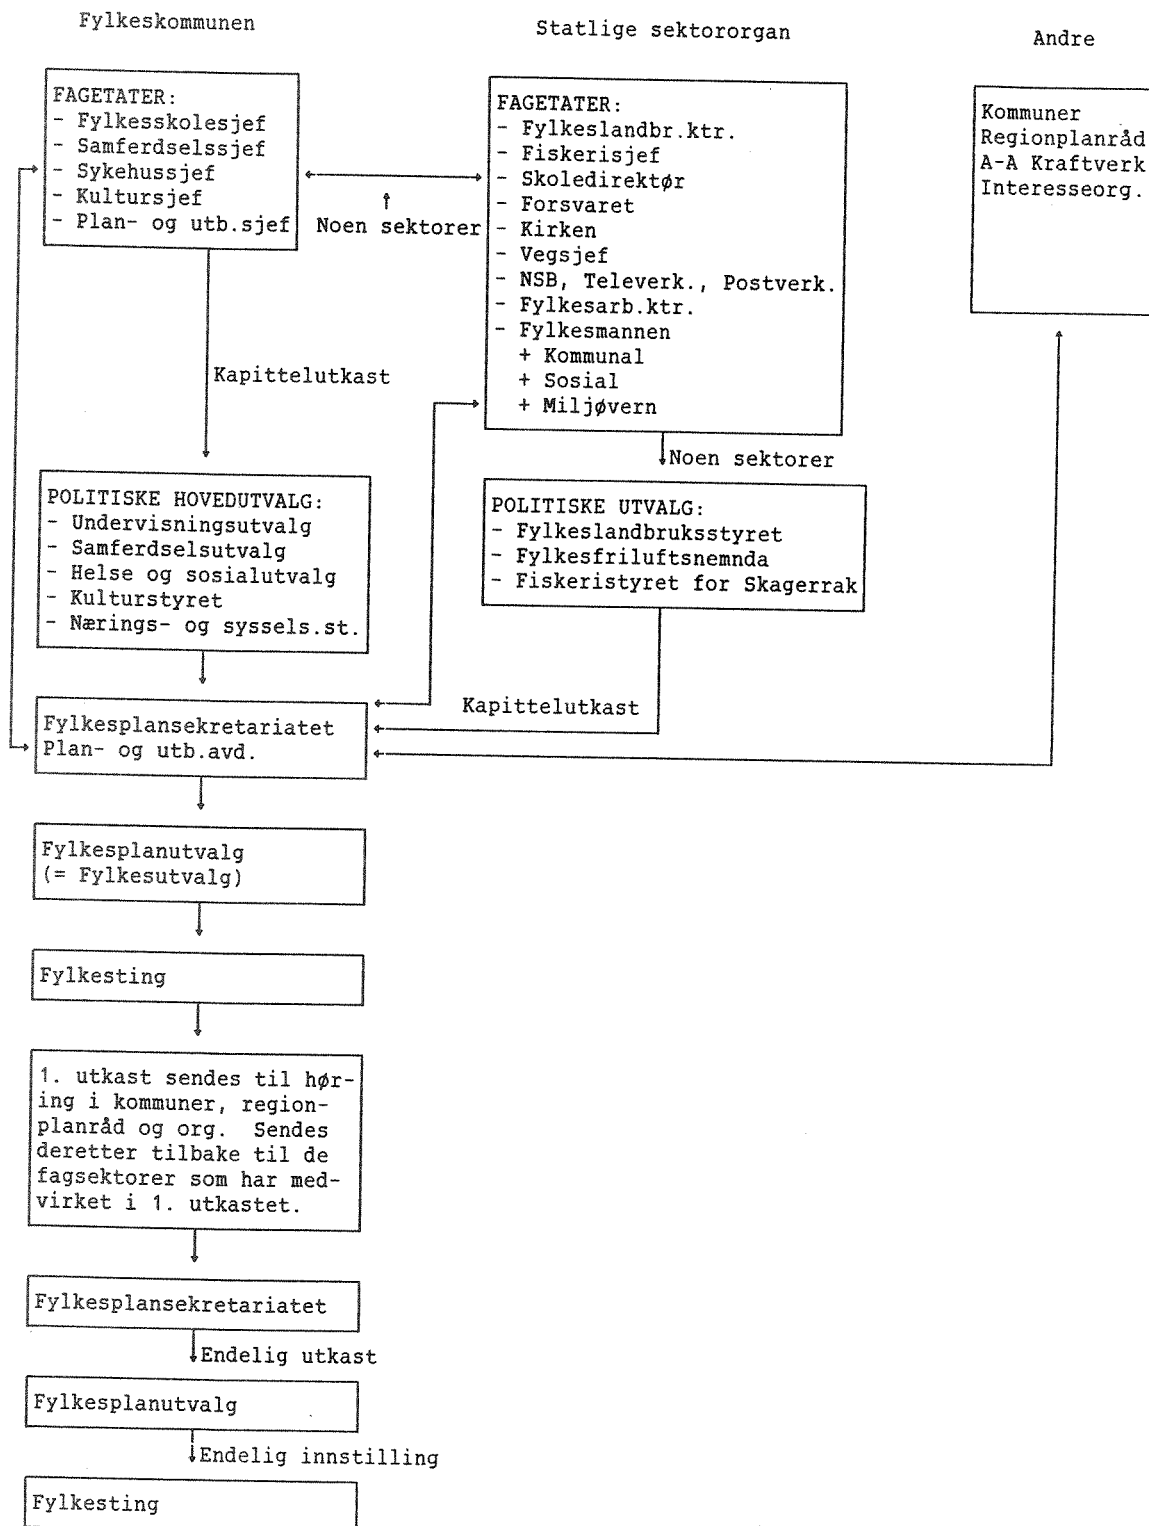 Fylkeskommunen
Statlige sektororgan
Andre
FAGETATER:
- Fylkesskolesjef
- Samferdselssjef
- Sykehussjef
- Kultursjef
- Plan- og utb.sjef
Noen sektorer
FAGETATER:
- Fylkeslandbr.ktr.
- Fiskerisjef
- Skoledirektør
- Forsvaret
- Kirken
- Vegsjef
- NSB, Televerk., Postverk.
- Fylkesarb.ktr.
- Fylkesmannen
+ Kommunal
+ Sosial
+ Miljøvern
Kommuner
Regionplanråd
A-A Kraftverk
Interesseorg.
Kapittelutkast
Noen sektorer
POLITISKE HOVEDUTVALG:
- Undervisningsutvalg
- Samferdselsutvalg
- Helse og sosialutvalg
- Kulturstyret
- Nærings- og syssels.st.
POLITISKE UTVALG:
- Fylkeslandbruksstyret
- Fylkesfriluftsnemnda
- Fiskeristyret for Skagerrak
Kapittelutkast
Fylkesplansekretariatet
Plan- og utb.avd.
Fylkesplanutvalg
(= Fylkesutvalg)
Fylkesting
1. utkast sendes til hør-
ing i kommuner, region-
planråd og org. Sendes
deretter tilbake til de
fagsektorer som har med-
virket i 1. utkastet.
Fylkesplansekretariatet
Endelig utkast
Fylkesplanutvalg
Endelig innstilling
Fylkesting